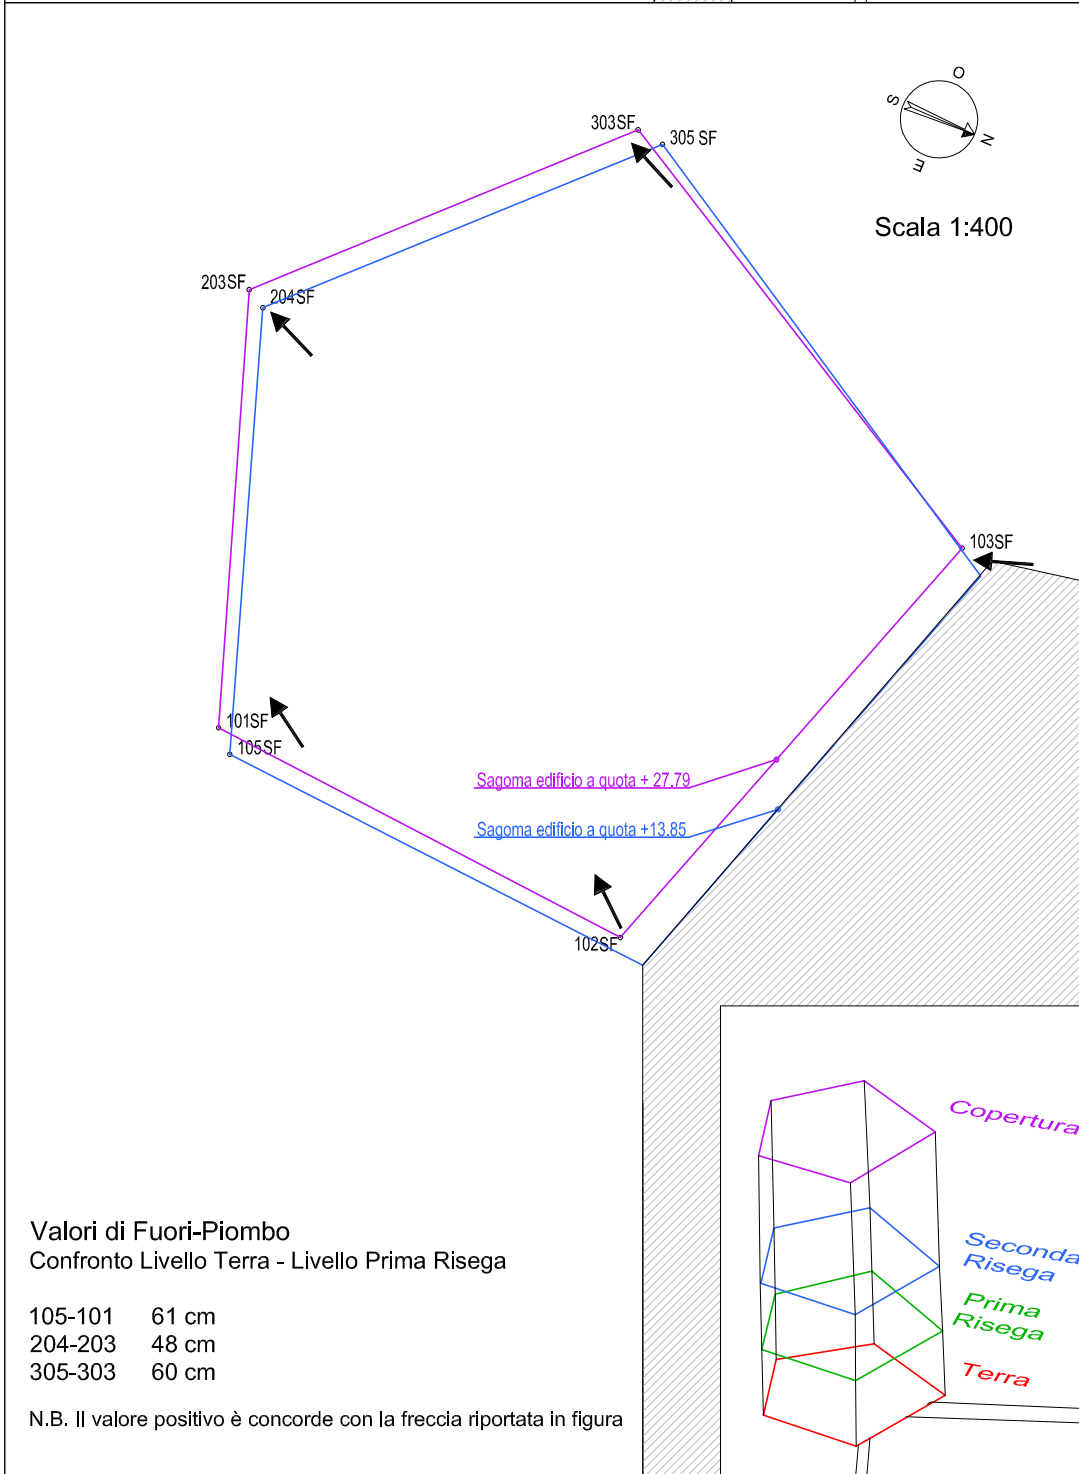 O
S
N
E
Scala 1:400
303SF
305 SF
203SF
204SF
103SF
101SF
105SF
Sagoma edificio a quota + 27.79
Sagoma edificio a quota +13.85
102SF
Copertura
Seconda
Risega
Prima
Risega
Terra
Valori di Fuori-Piombo
Confronto Livello Terra - Livello Prima Risega
105-101 61 cm
204-203 48 cm
305-303 60 cm
N.B. Il valore positivo è concorde con la freccia riportata in figura